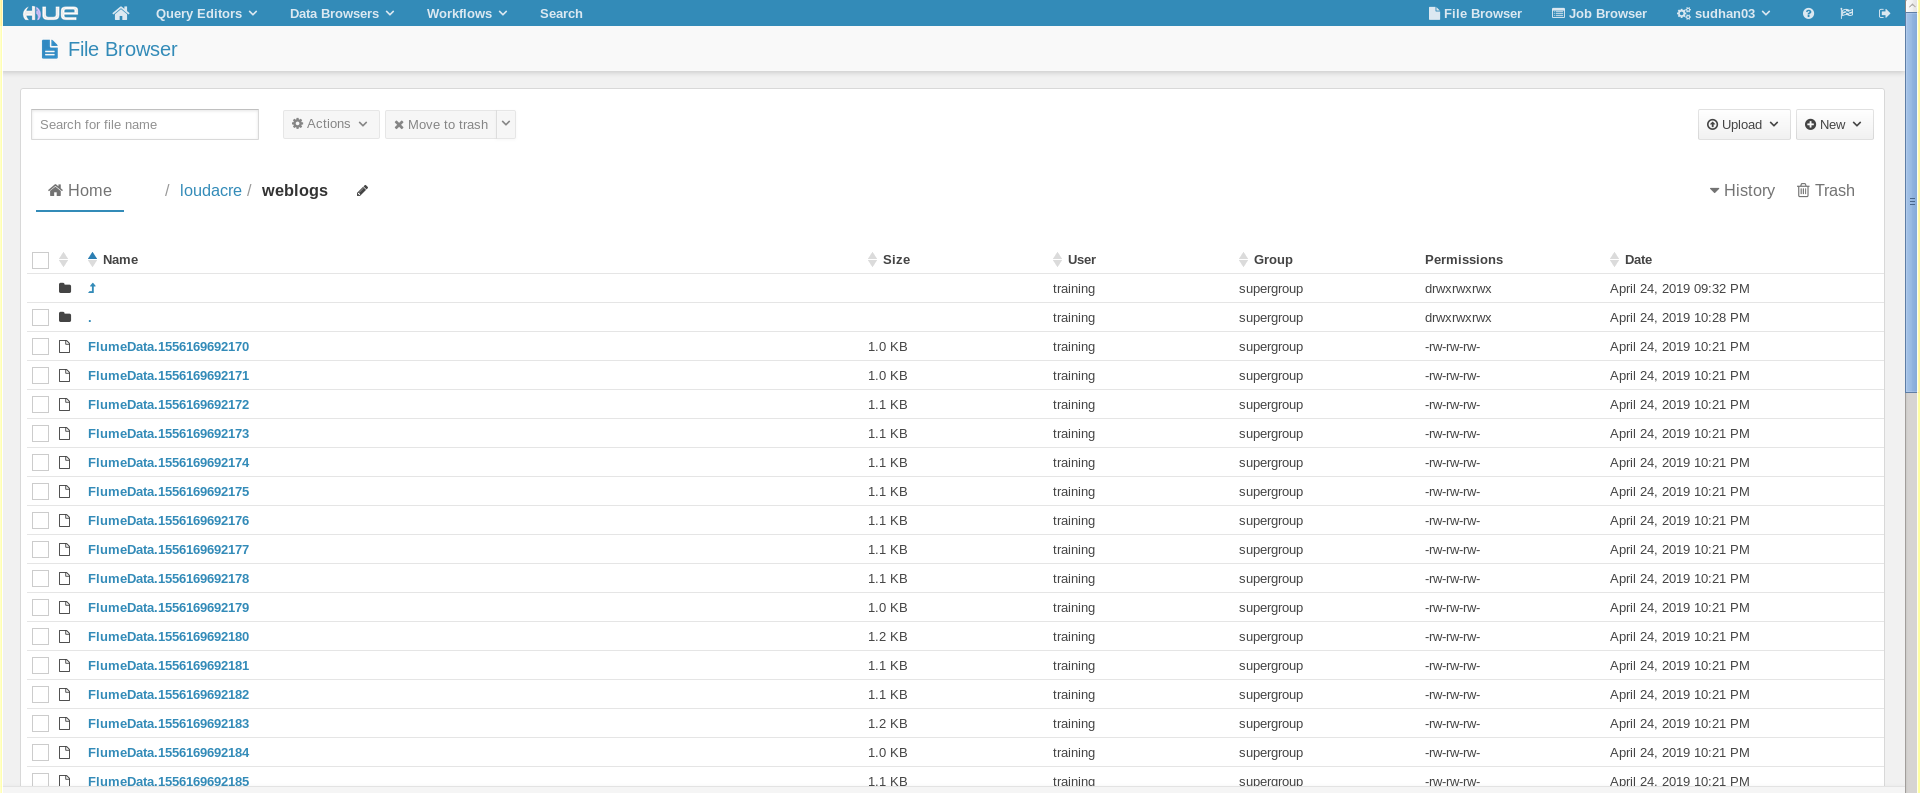 HUE Query Editors Data Browsers Workflows Search File Browser Job Browser sudhan03
File Browser
Search for file name Actions Move to trash Upload New
Home / loudacre / weblogs History Trash
Name Size User Group Permissions Date
training supergroup drwxrwxrwx April 24, 2019 09:32 PM
. training supergroup drwxrwxrwx April 24, 2019 10:28 PM
FlumeData.1556169692170 1.0 KB training supergroup -rw-rw-rw- April 24, 2019 10:21 PM
FlumeData.1556169692171 1.0 KB training supergroup -rw-rw-rw- April 24, 2019 10:21 PM
FlumeData.1556169692172 1.1 KB training supergroup -rw-rw-rw- April 24, 2019 10:21 PM
FlumeData.1556169692173 1.1 KB training supergroup -rw-rw-rw- April 24, 2019 10:21 PM
FlumeData.1556169692174 1.1 KB training supergroup -rw-rw-rw- April 24, 2019 10:21 PM
FlumeData.1556169692175 1.1 KB training supergroup -rw-rw-rw- April 24, 2019 10:21 PM
FlumeData.1556169692176 1.1 KB training supergroup -rw-rw-rw- April 24, 2019 10:21 PM
FlumeData.1556169692177 1.1 KB training supergroup -rw-rw-rw- April 24, 2019 10:21 PM
FlumeData.1556169692178 1.1 KB training supergroup -rw-rw-rw- April 24, 2019 10:21 PM
FlumeData.1556169692179 1.0 KB training supergroup -rw-rw-rw- April 24, 2019 10:21 PM
FlumeData.1556169692180 1.2 KB training supergroup -rw-rw-rw- April 24, 2019 10:21 PM
FlumeData.1556169692181 1.1 KB training supergroup -rw-rw-rw- April 24, 2019 10:21 PM
FlumeData.1556169692182 1.1 KB training supergroup -rw-rw-rw- April 24, 2019 10:21 PM
FlumeData.1556169692183 1.2 KB training supergroup -rw-rw-rw- April 24, 2019 10:21 PM
FlumeData.1556169692184 1.0 KB training supergroup -rw-rw-rw- April 24, 2019 10:21 PM
FlumeData.1556169692185 1.1 KB training supergroup -rw-rw-rw- April 24, 2019 10:21 PM